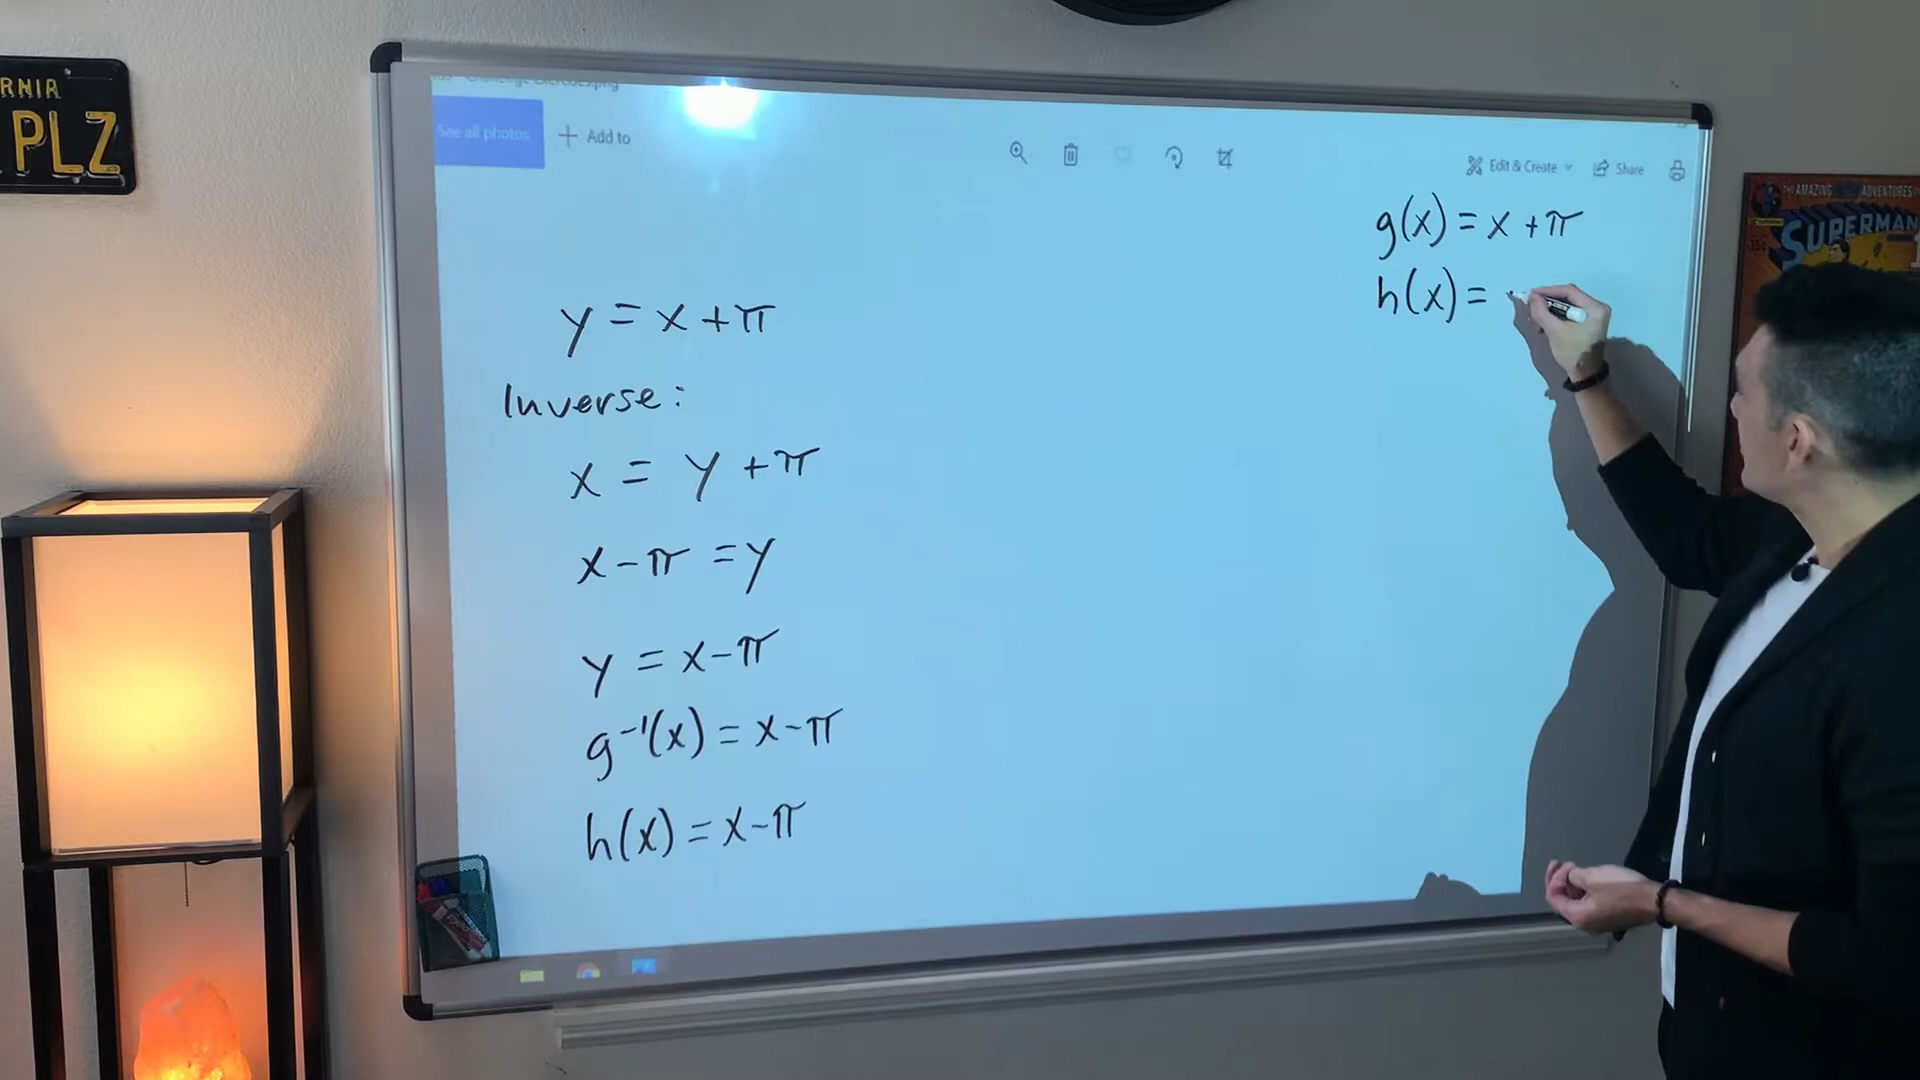 RNIA
PLZ
See all photos
+ Add to
Edit & Create
Share
g(x) = x + π
h(x) =
y = x + π
Inverse:
x = y + π
x - π = y
y = x - π
g⁻¹(x) = x - π
h(x) = x - π
THE AMAZING ADVENTURES
SUPERMAN